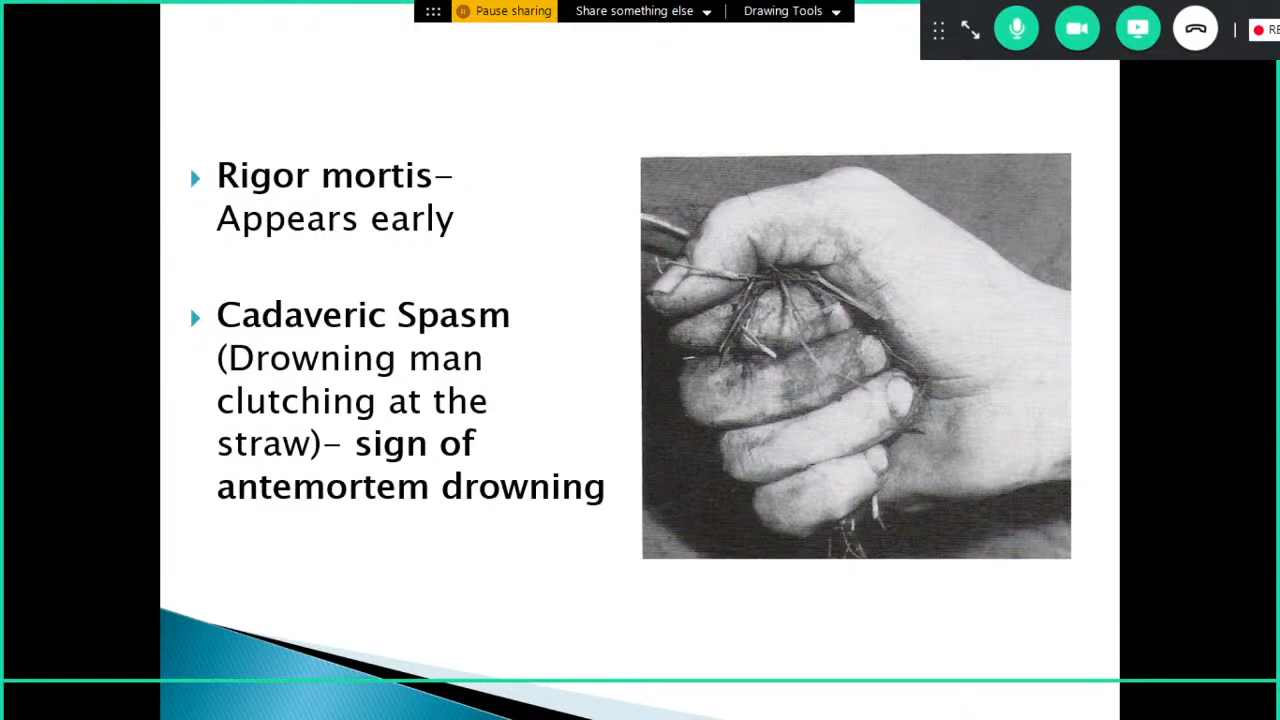 Pause sharing
Share something else
Drawing Tools
RE
Rigor mortis-
Appears early
Cadaveric Spasm
(Drowning man
clutching at the
straw)- sign of
antemortem drowning